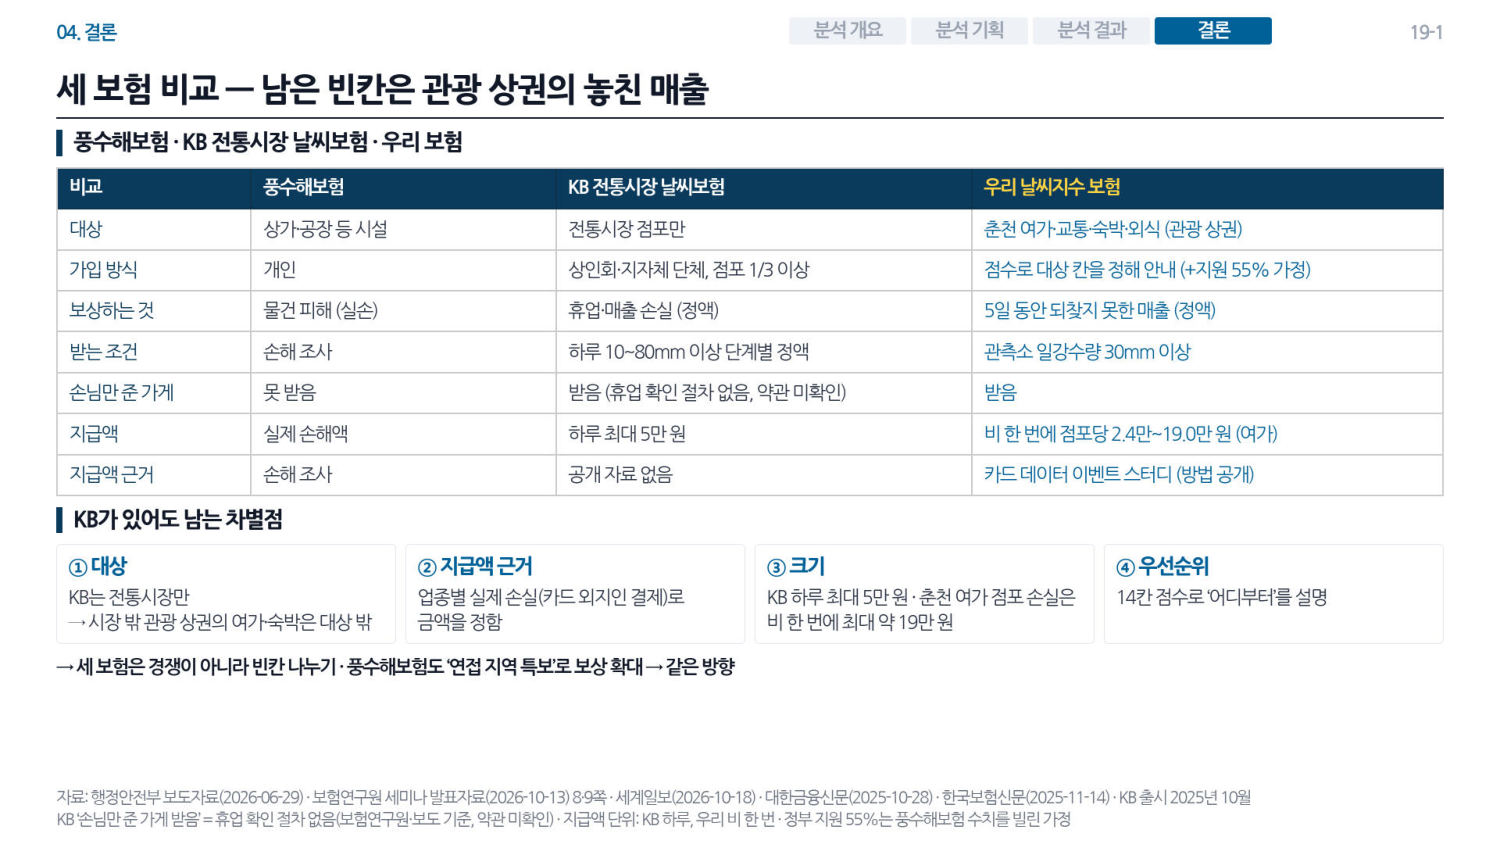 04. 결론
분석 개요 분석 기획 분석 결과 결론 19-1
세 보험 비교 — 남은 빈칸은 관광 상권의 놓친 매출
풍수해보험 · KB 전통시장 날씨보험 · 우리 보험
비교 풍수해보험 KB 전통시장 날씨보험 우리 날씨지수 보험
대상 상가·공장 등 시설 전통시장 점포만 춘천 여가·교통·숙박·외식 (관광 상권)
가입 방식 개인 상인회·지자체 단체, 점포 1/3 이상 점수로 대상 칸을 정해 안내 (+지원 55% 가정)
보상하는 것 물건 피해 (실손) 휴업·매출 손실 (정액) 5일 동안 되찾지 못한 매출 (정액)
받는 조건 손해 조사 하루 10~80mm 이상 단계별 정액 관측소 일강수량 30mm 이상
손님만 준 가게 못 받음 받음 (휴업 확인 절차 없음, 약관 미확인) 받음
지급액 실제 손해액 하루 최대 5만 원 비 한 번에 점포당 2.4만~19.0만 원 (여가)
지급액 근거 손해 조사 공개 자료 없음 카드 데이터 이벤트 스터디 (방법 공개)
KB가 있어도 남는 차별점
① 대상
KB는 전통시장만
→ 시장 밖 관광 상권의 여가·숙박은 대상 밖
② 지급액 근거
업종별 실제 손실(카드 외지인 결제)로
금액을 정함
③ 크기
KB 하루 최대 5만 원 · 춘천 여가 점포 손실은
비 한 번에 최대 약 19만 원
④ 우선순위
14칸 점수로 ‘어디부터’를 설명
→ 세 보험은 경쟁이 아니라 빈칸 나누기 · 풍수해보험도 ‘연접 지역 특보’로 보상 확대 → 같은 방향
자료: 행정안전부 보도자료(2026-06-29) · 보험연구원 세미나 발표자료(2026-10-13) 8·9쪽 · 세계일보(2026-10-18) · 대한금융신문(2025-10-28) · 한국보험신문(2025-11-14) · KB 출시 2025년 10월
KB ‘손님만 준 가게 받음’ = 휴업 확인 절차 없음(보험연구원·보도 기준, 약관 미확인) · 지급액 단위: KB 하루, 우리 비 한 번 · 정부 지원 55%는 풍수해보험 수치를 빌린 가정